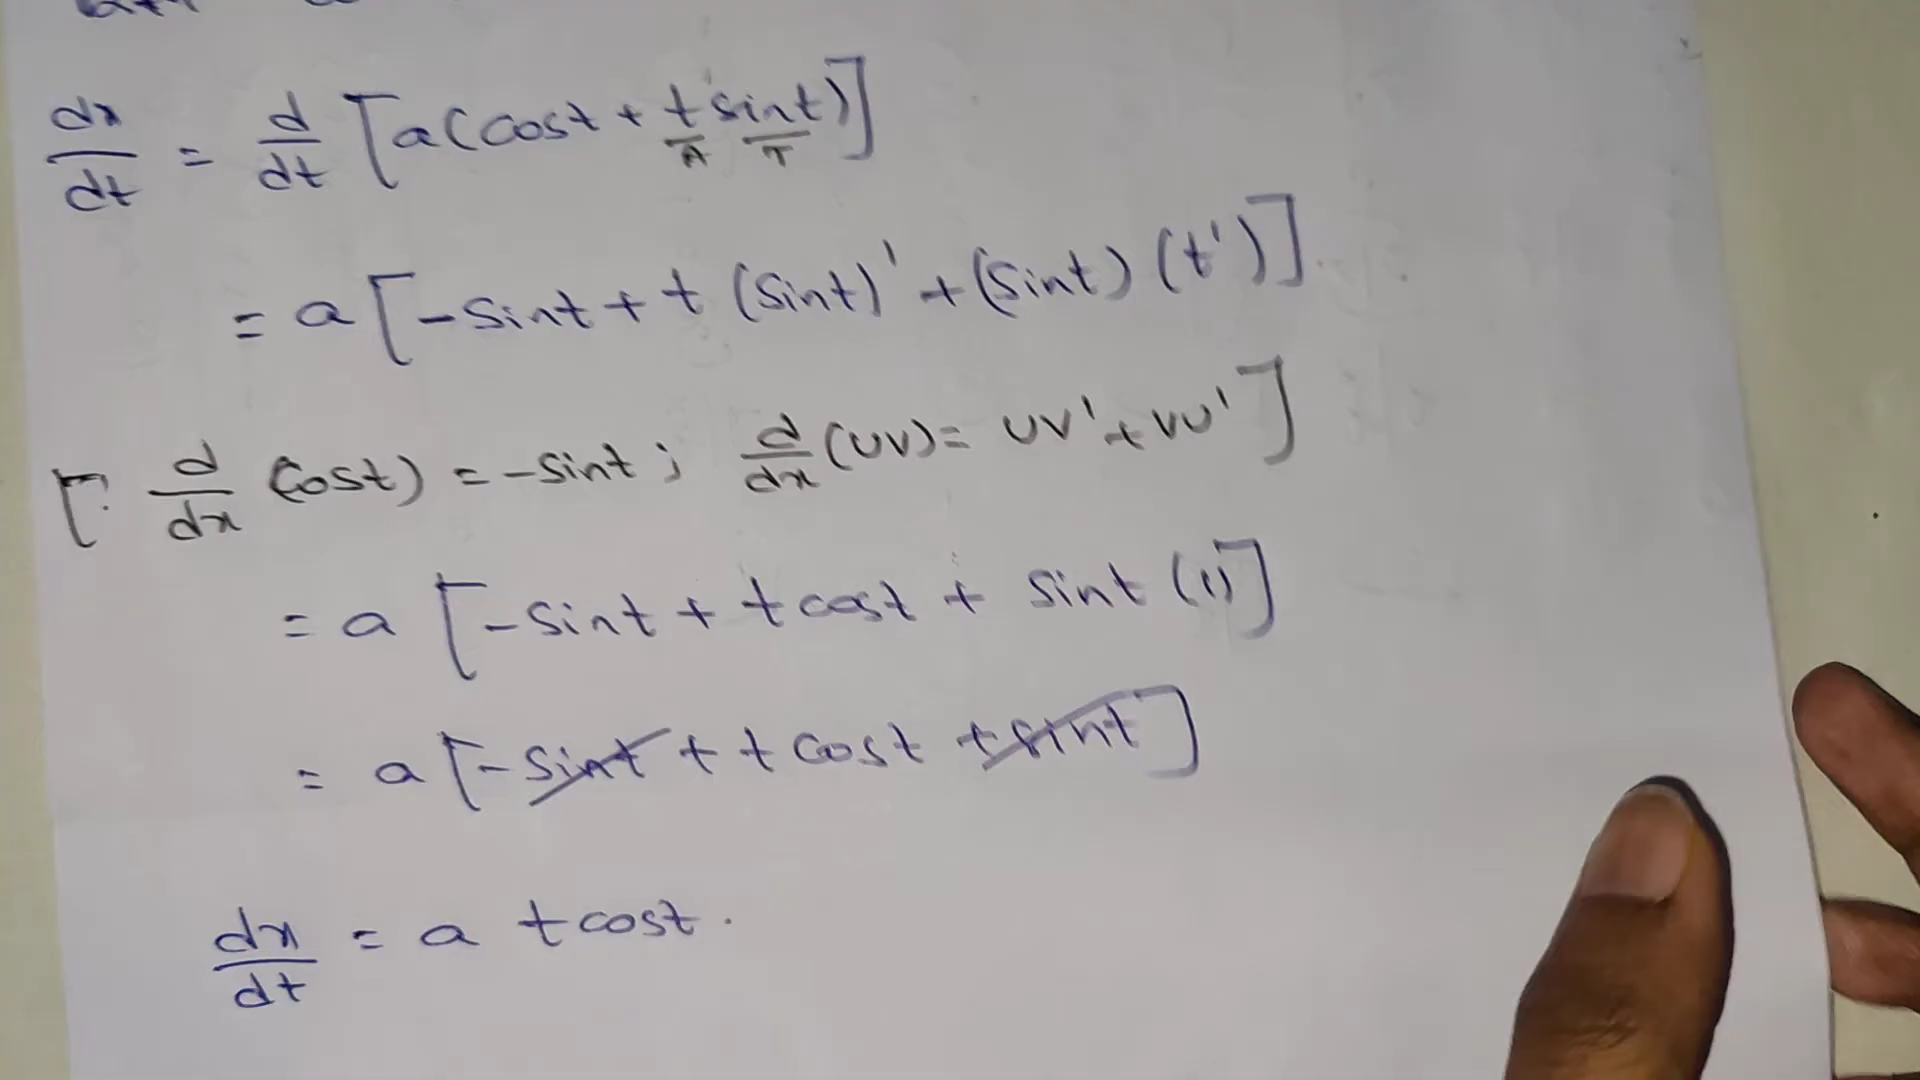 dx/dt = d/dt [a(cost + t sint)]
A T
= a [-sint + t (sint)' + (sint) (t')]
[∵ d/dx (cost) = -sint ; d/dx (uv) = uv' + vu']
= a [-sint + t cost + sint (1)]
= a [-sint + t cost + sint]
dx/dt = a t cost.